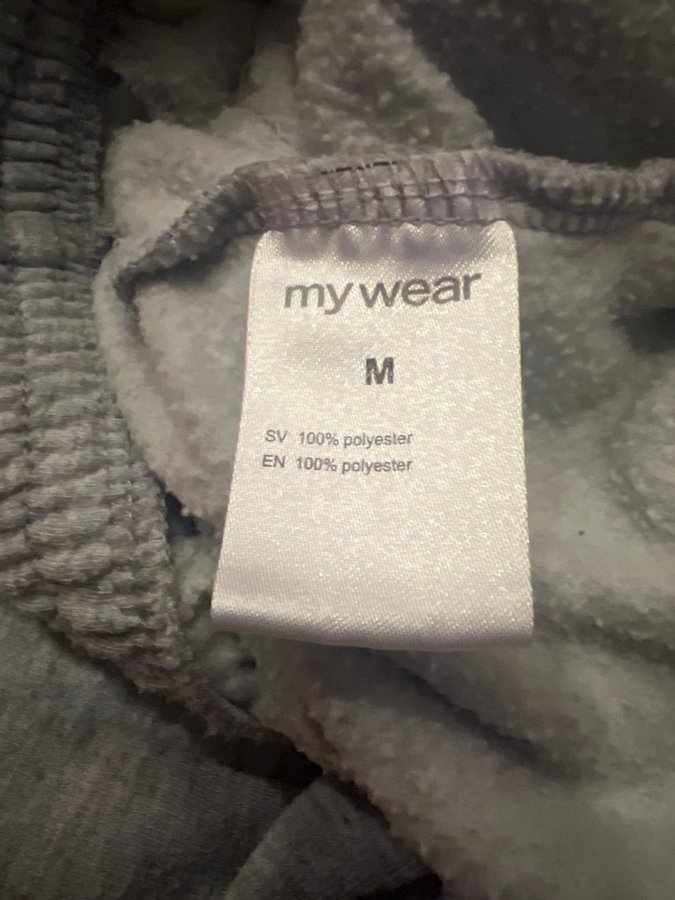 my wear
M
SV 100% polyester
EN 100% polyester